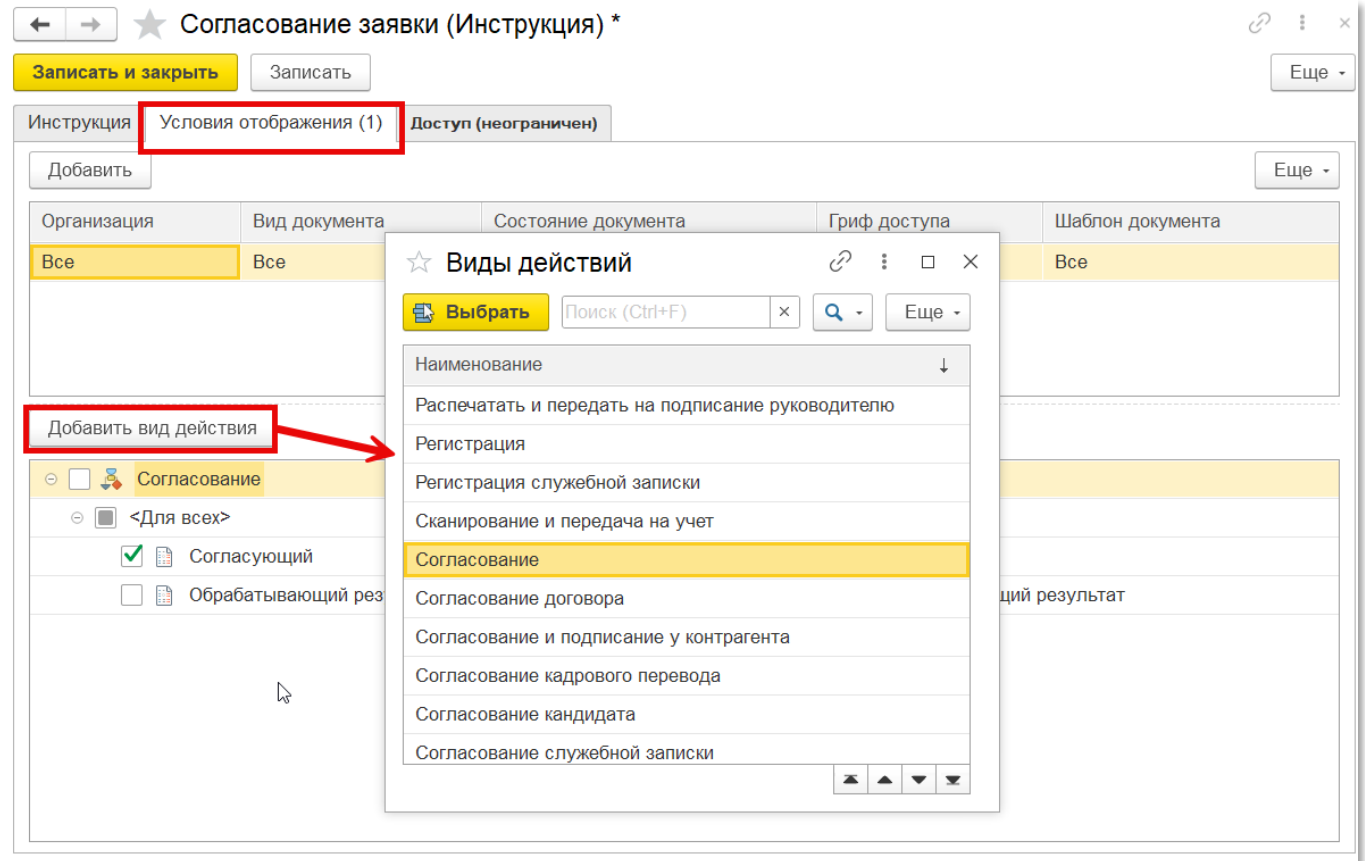 Согласование заявки (Инструкция) *
Записать и закрыть Записать Еще
Инструкция Условия отображения (1) Доступ (неограничен)
Добавить Еще
Организация Вид документа Состояние документа Гриф доступа Шаблон документа
Все Все Все
Виды действий
Выбрать Поиск (Ctrl+F) Еще
Наименование
Распечатать и передать на подписание руководителю
Регистрация
Регистрация служебной записки
Сканирование и передача на учет
Согласование
Согласование договора
Согласование и подписание у контрагента
Согласование кадрового перевода
Согласование кандидата
Согласование служебной записки
Добавить вид действия
Согласование
<Для всех>
Согласующий
Обрабатывающий рез щий результат